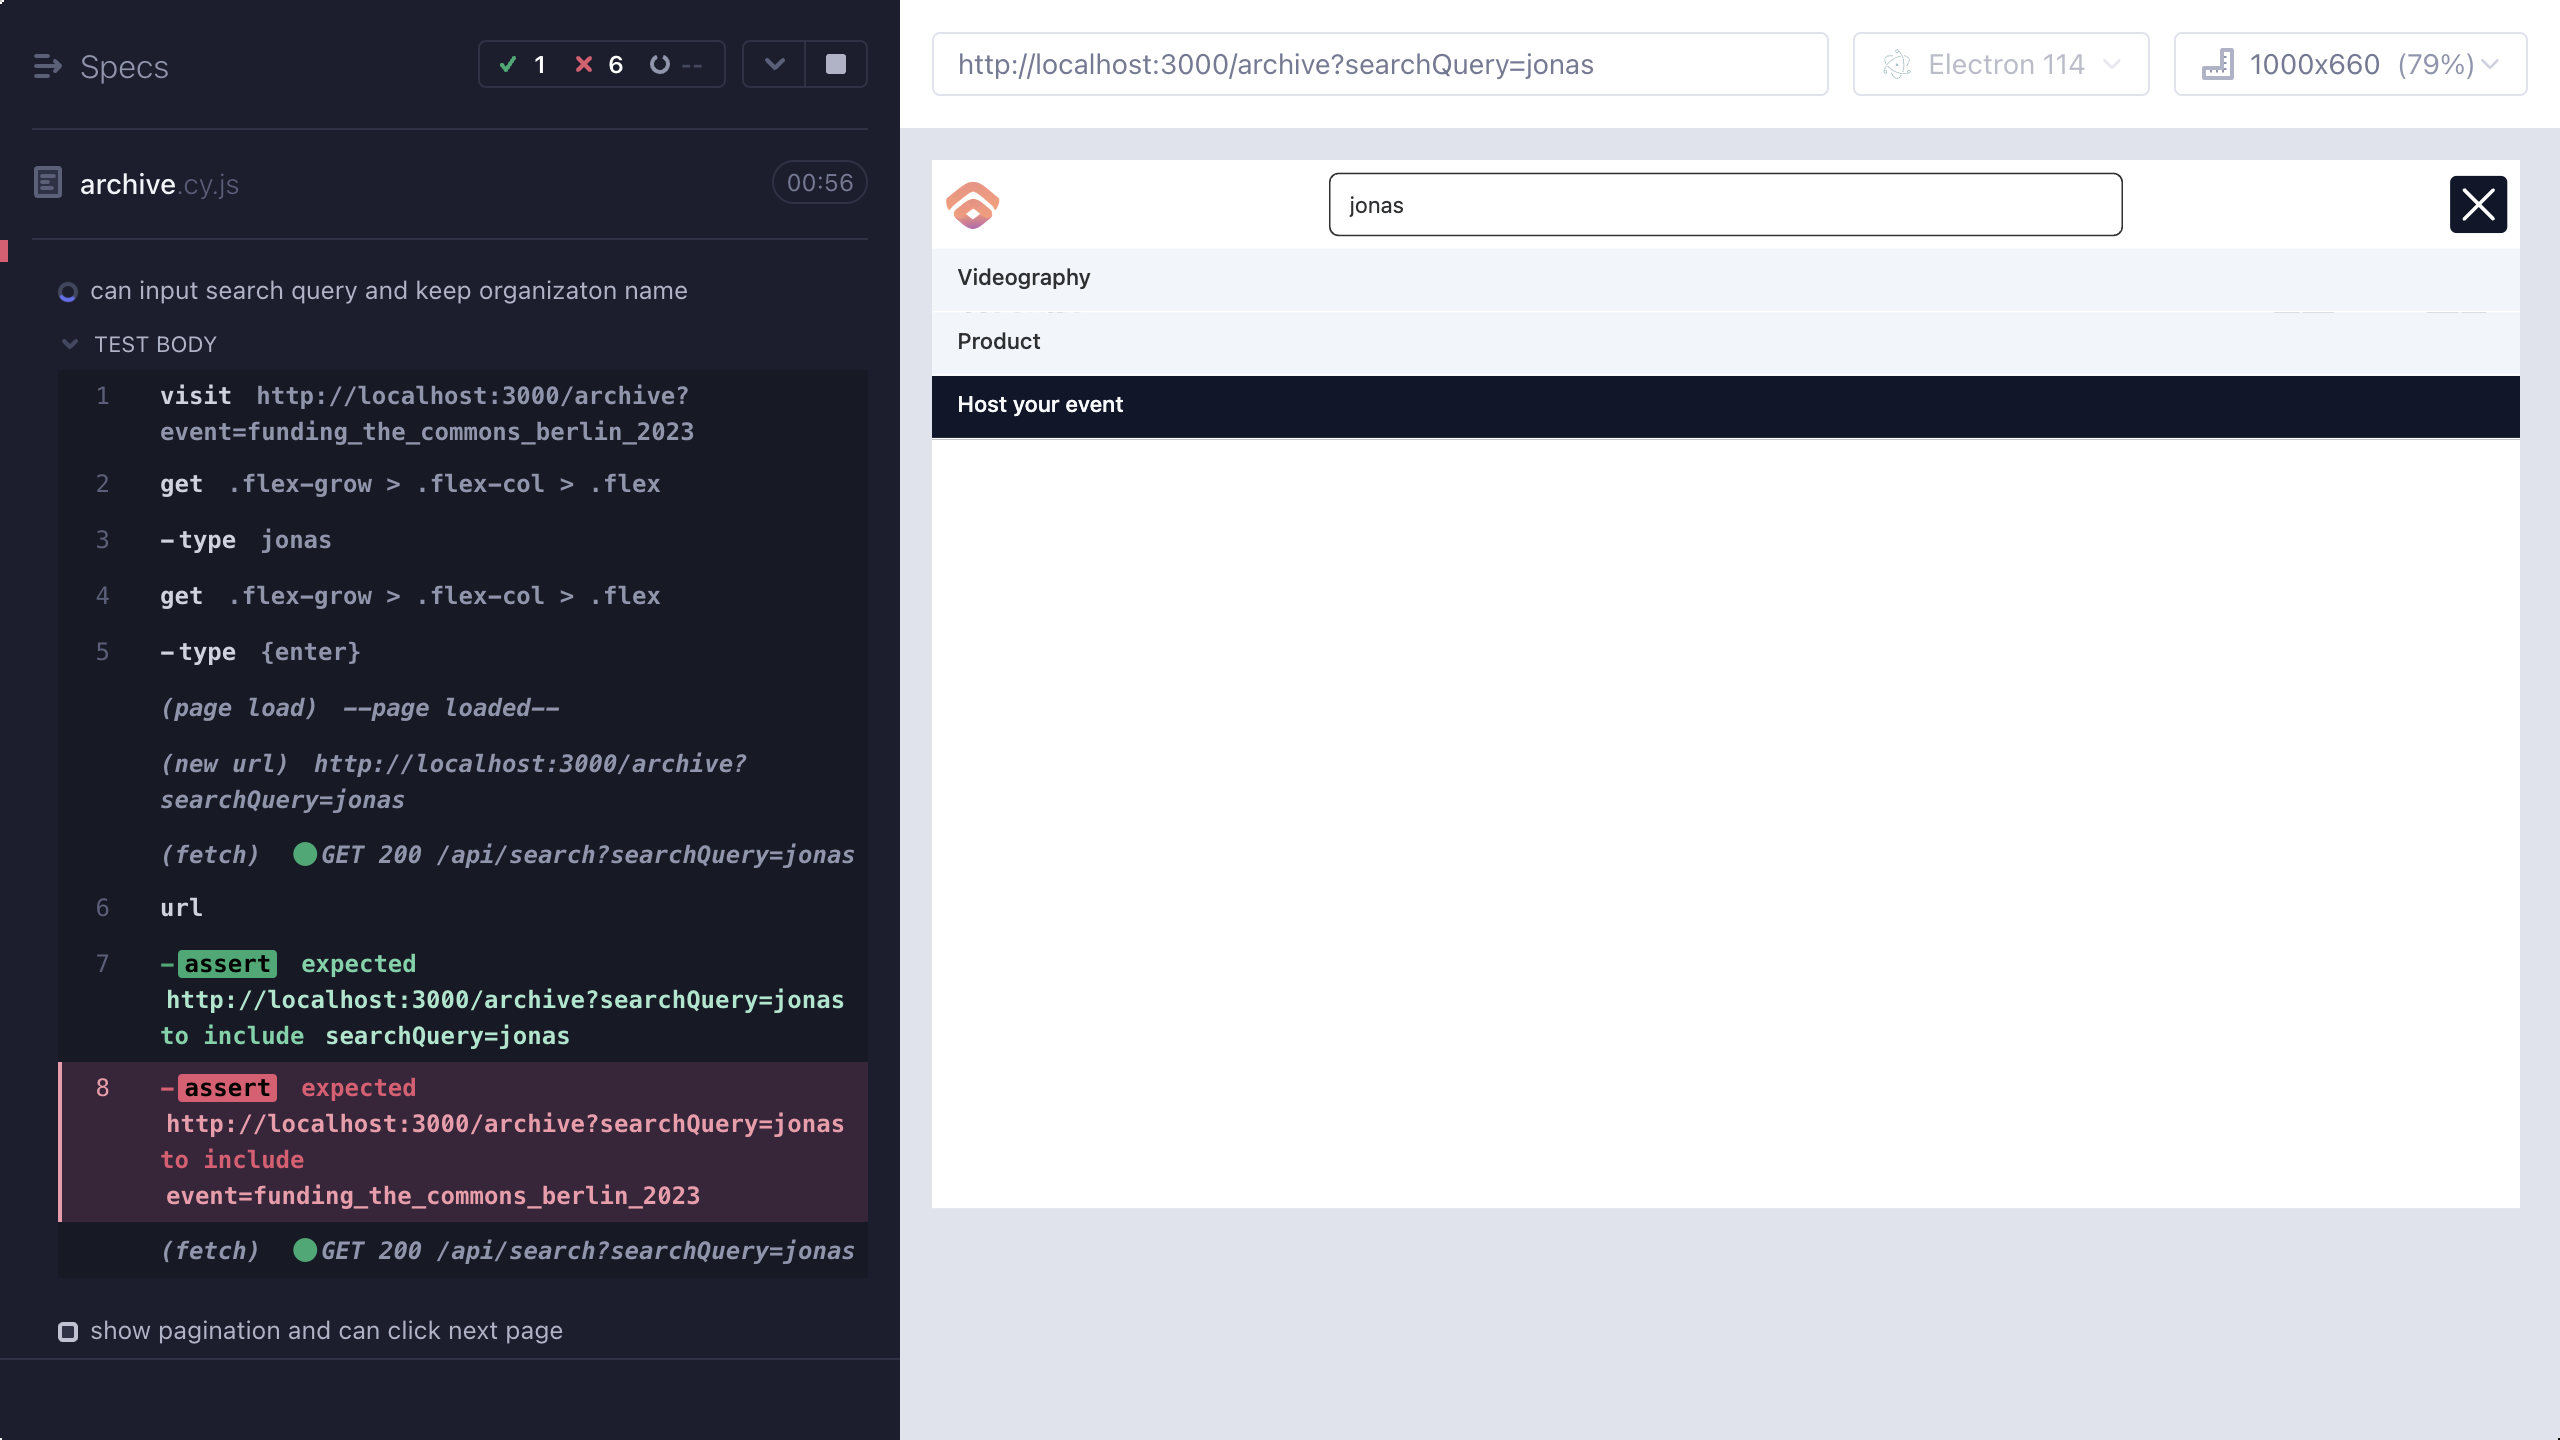 Specs
1 6 --
archive.cy.js
00:56
can input search query and keep organizaton name
TEST BODY
1 visit http://localhost:3000/archive?
event=funding_the_commons_berlin_2023
2 get .flex-grow > .flex-col > .flex
3 -type jonas
4 get .flex-grow > .flex-col > .flex
5 -type {enter}
(page load) --page loaded--
(new url) http://localhost:3000/archive?
searchQuery=jonas
(fetch) GET 200 /api/search?searchQuery=jonas
6 url
7 -assert expected
http://localhost:3000/archive?searchQuery=jonas
to include searchQuery=jonas
8 -assert expected
http://localhost:3000/archive?searchQuery=jonas
to include
event=funding_the_commons_berlin_2023
(fetch) GET 200 /api/search?searchQuery=jonas
show pagination and can click next page
http://localhost:3000/archive?searchQuery=jonas
Electron 114
1000x660 (79%)
jonas
Videography
Product
Host your event